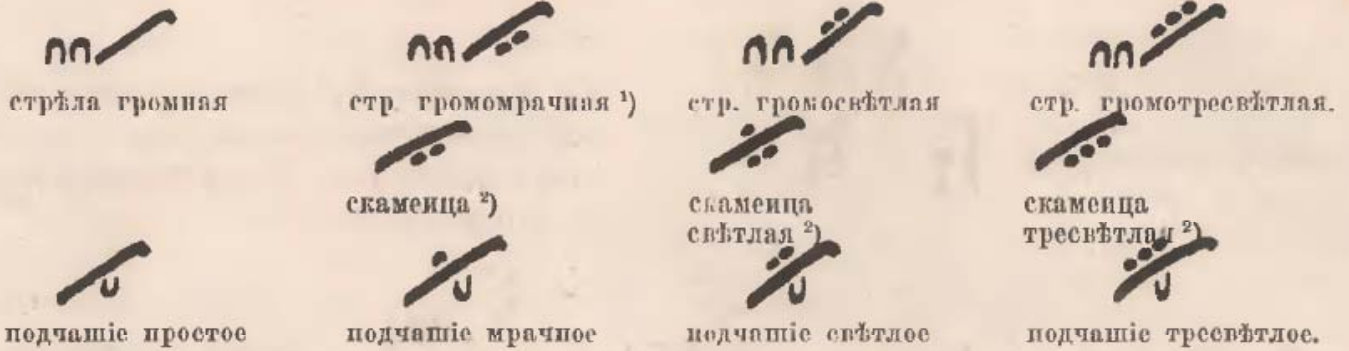 стрѣла громная
стр. громомрачная ¹)
стр. громосвѣтлая
стр. громотресвѣтлая.
скамеица ²)
скамеица
свѣтлая ²)
скамеица
тресвѣтлая ²)
подчашіе простое
подчашіе мрачное
подчашіе свѣтлое
подчашіе тресвѣтлое.